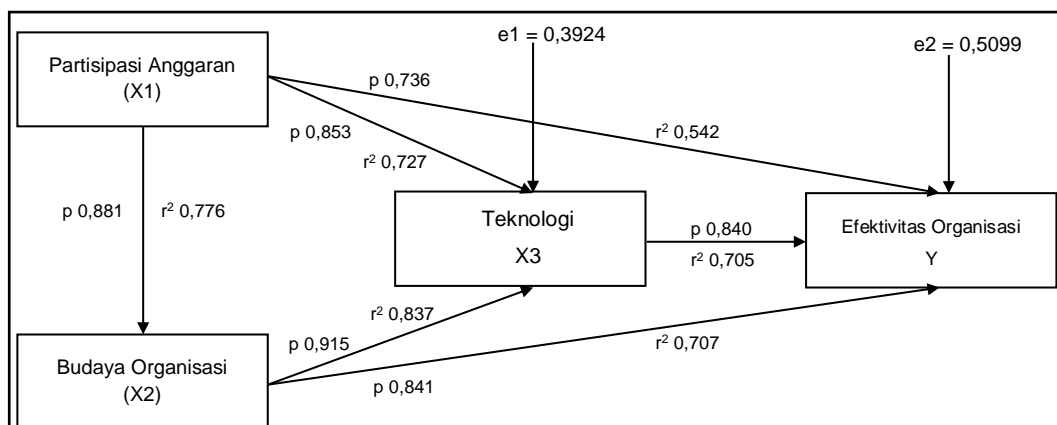 e1 = 0,3924
e2 = 0,5099
Partisipasi Anggaran
(X1)
p 0,736
p 0,853
r² 0,542
r² 0,727
p 0,881
r² 0,776
Teknologi
X3
p 0,840
r² 0,705
Efektivitas Organisasi
Y
r² 0,837
p 0,915
r² 0,707
Budaya Organisasi
(X2)
p 0,841